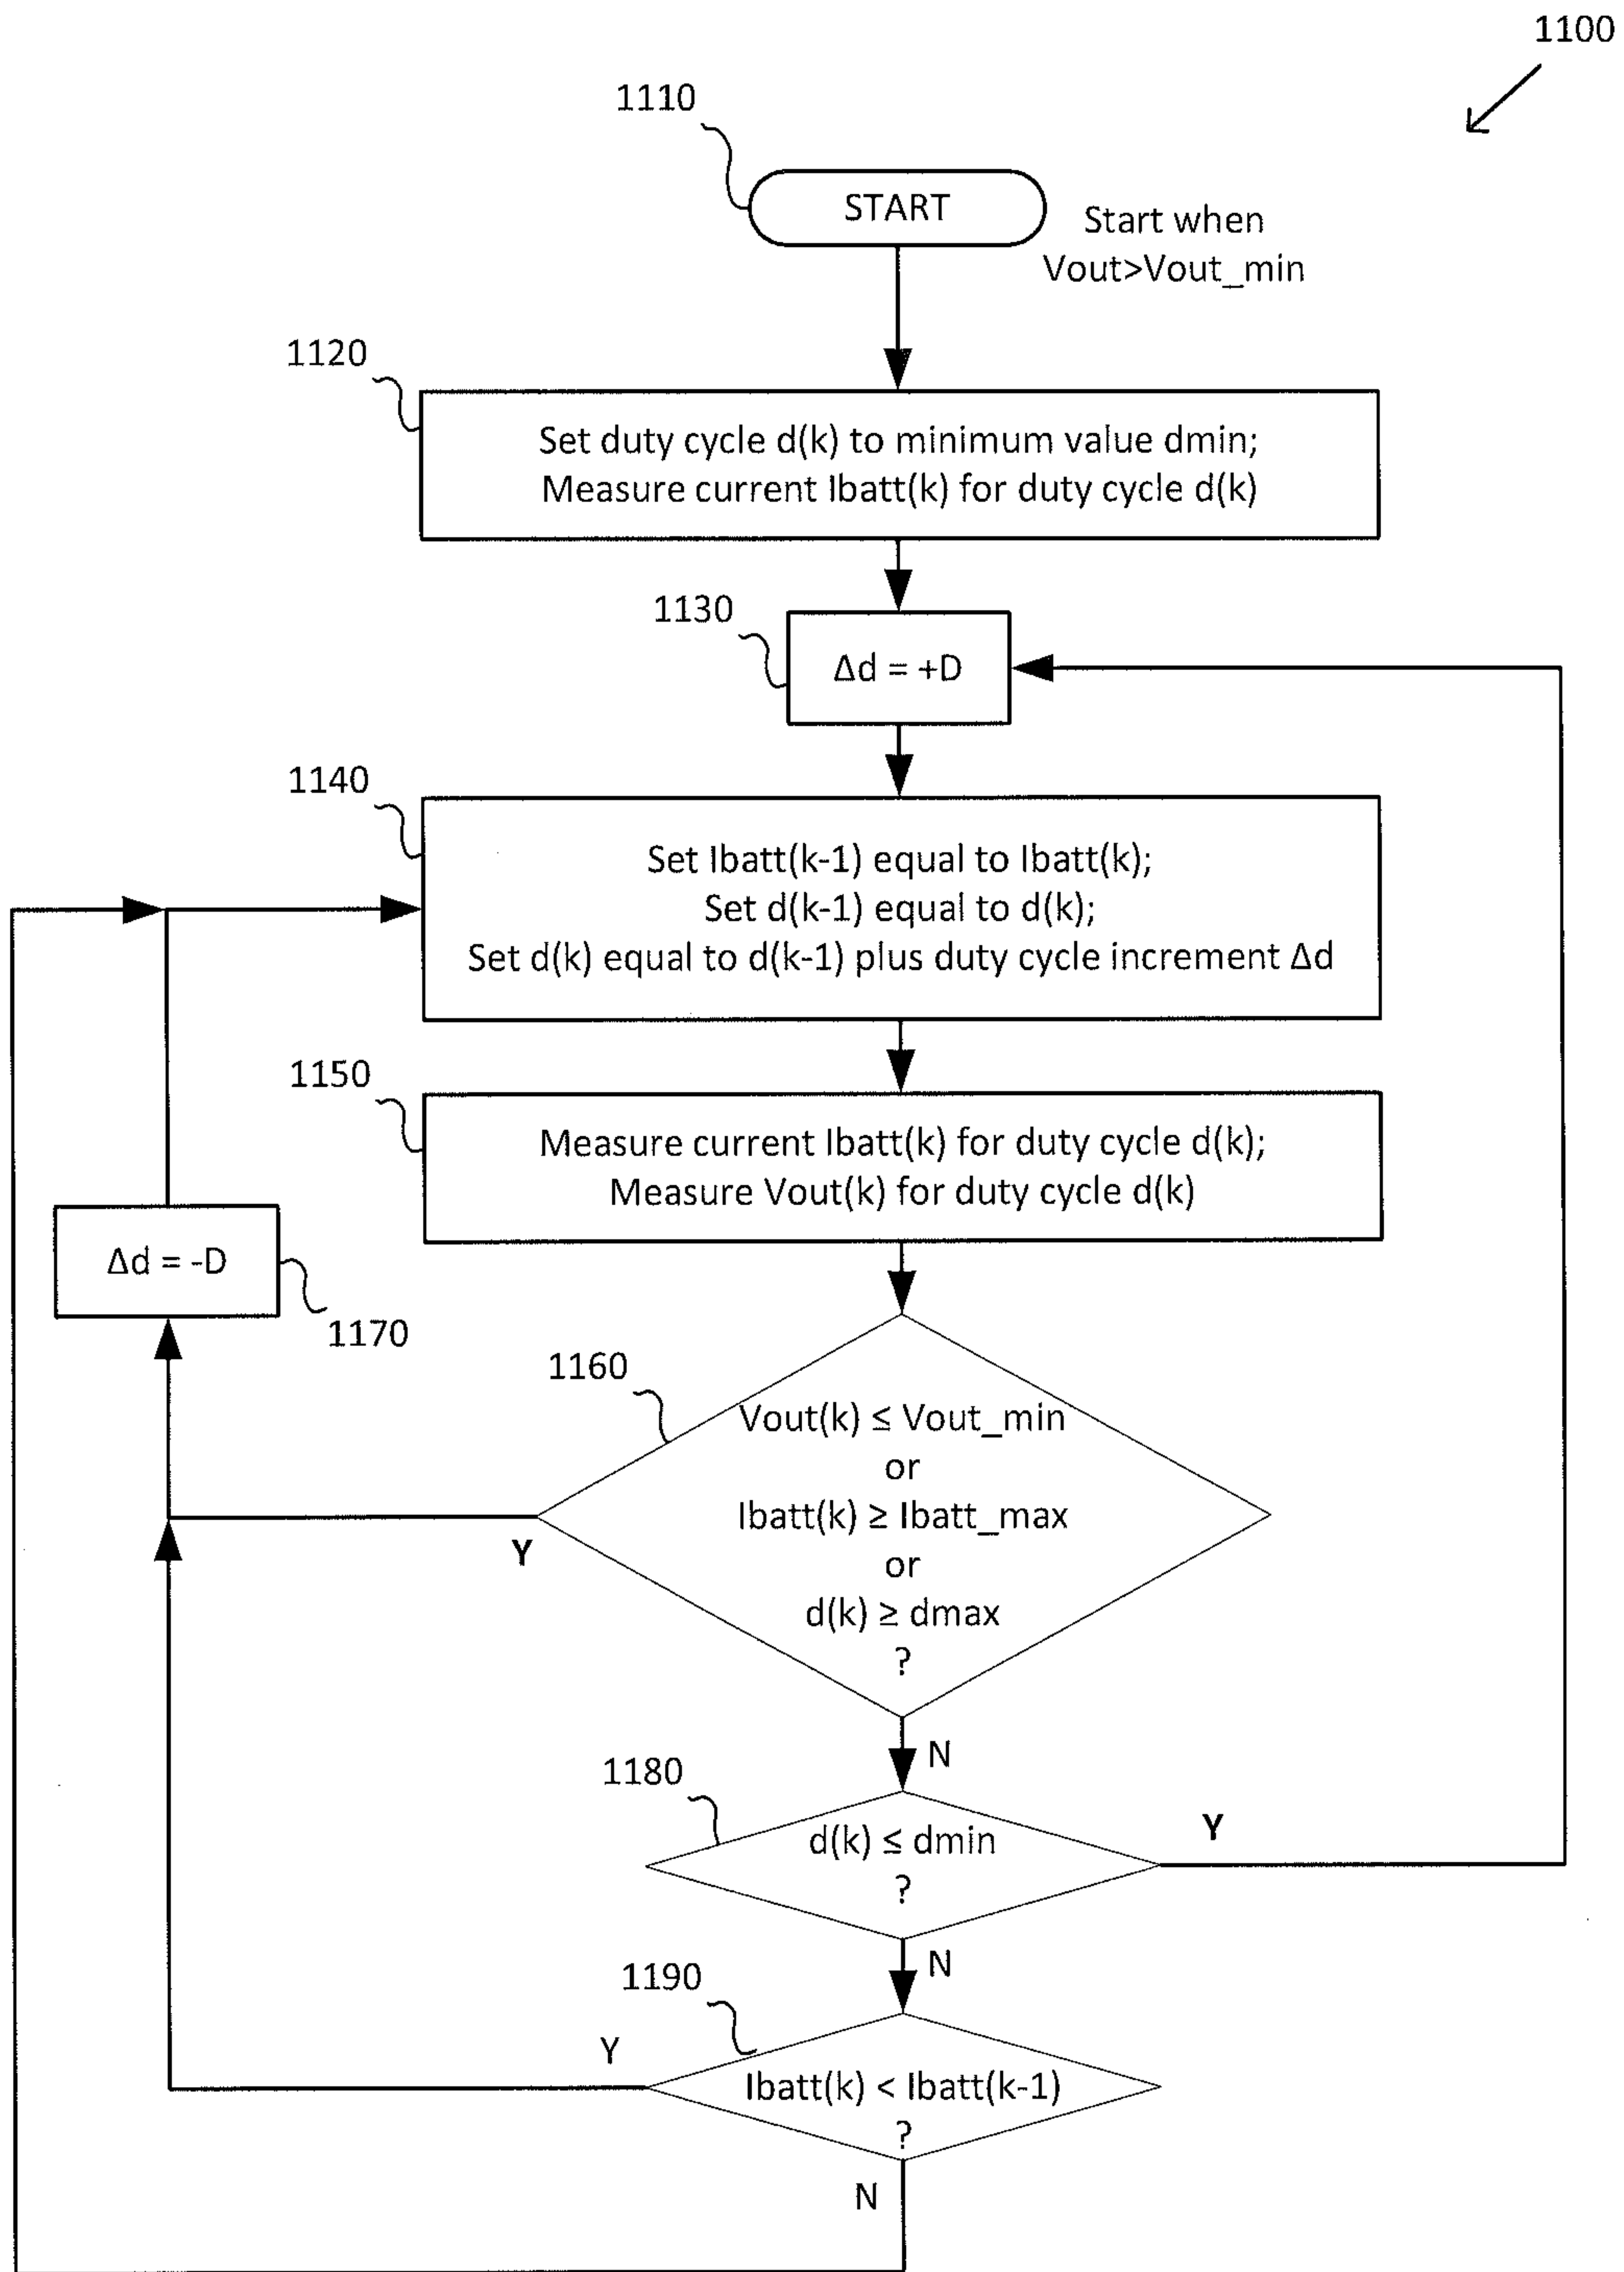 1100
1110
START
Start when
Vout>Vout_min
1120
Set duty cycle d(k) to minimum value dmin;
Measure current Ibatt(k) for duty cycle d(k)
1130
Δd = +D
1140
Set Ibatt(k-1) equal to Ibatt(k);
Set d(k-1) equal to d(k);
Set d(k) equal to d(k-1) plus duty cycle increment Δd
1150
Measure current Ibatt(k) for duty cycle d(k);
Measure Vout(k) for duty cycle d(k)
Δd = -D
1170
1160
Vout(k) ≤ Vout_min
or
Ibatt(k) ≥ Ibatt_max
or
d(k) ≥ dmax
?
Y
N
1180
d(k) ≤ dmin
?
Y
N
1190
Y
Ibatt(k) < Ibatt(k-1)
?
N